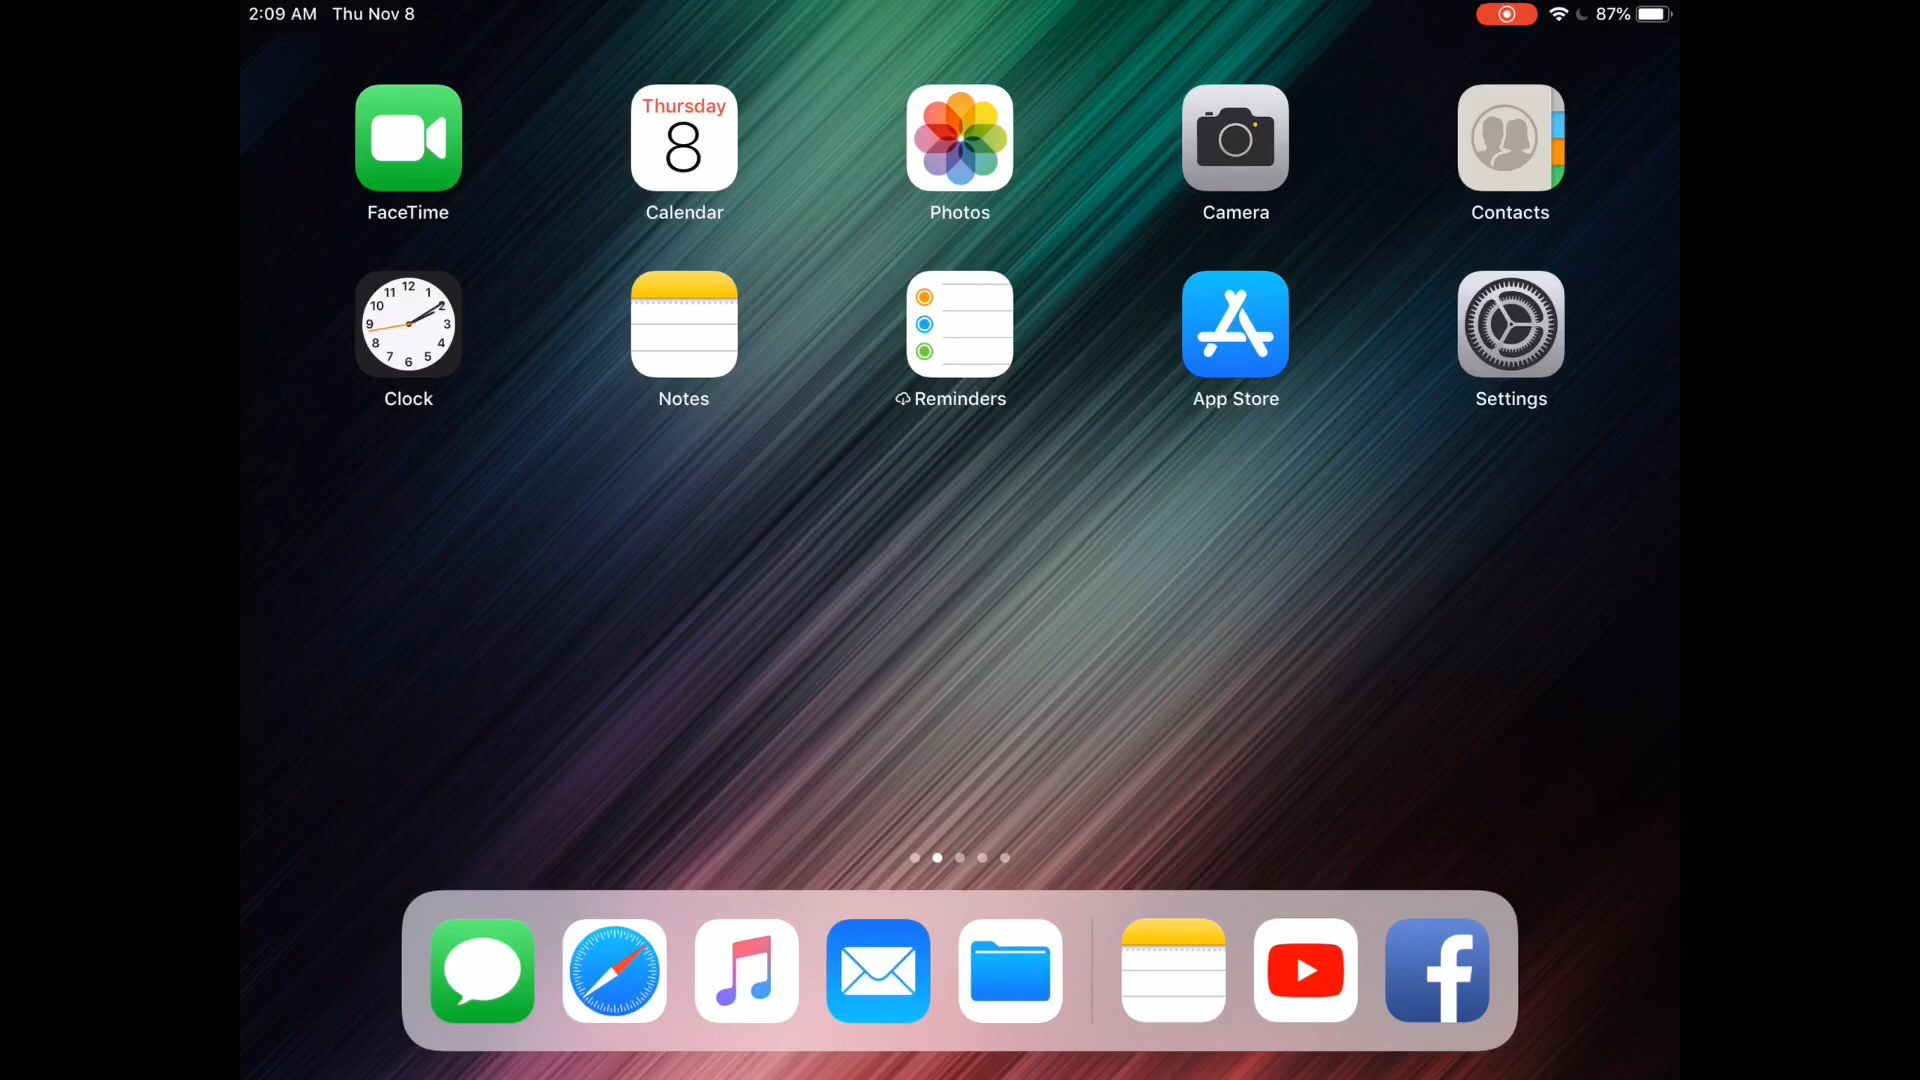 2:09 AM Thu Nov 8
87%
Thursday
8
FaceTime
Calendar
Photos
Camera
Contacts
12
11 1
10 2
9 3
8 4
7 5
6
Clock
Notes
Reminders
App Store
Settings
f